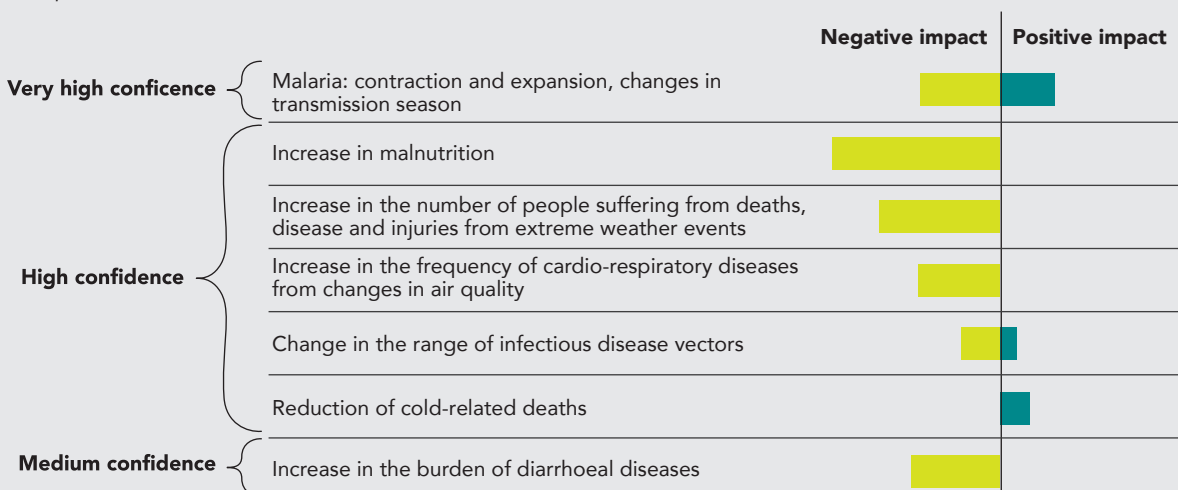 Negative impact
Positive impact
Very high conficence
Malaria: contraction and expansion, changes in
transmission season
Increase in malnutrition
Increase in the number of people suffering from deaths,
disease and injuries from extreme weather events
High confidence
Increase in the frequency of cardio-respiratory diseases
from changes in air quality
Change in the range of infectious disease vectors
Reduction of cold-related deaths
Medium confidence
Increase in the burden of diarrhoeal diseases